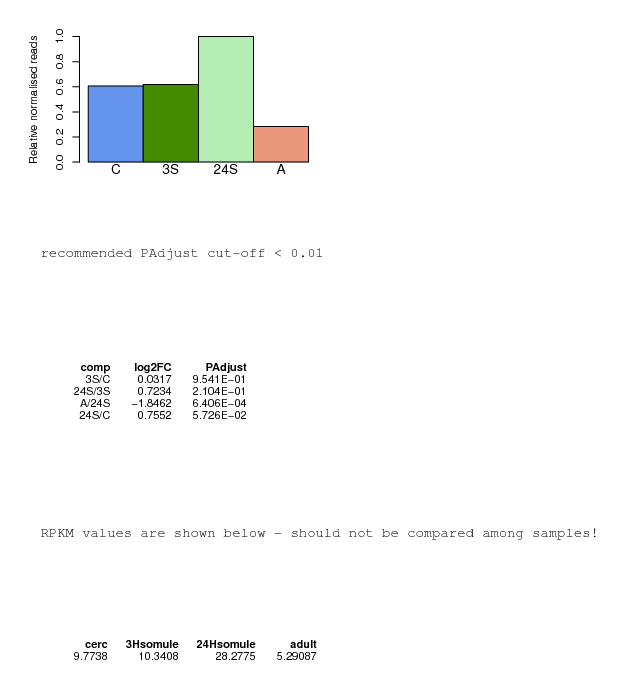 Relative normalised reads
1.0
0.8
0.6
0.4
0.2
0.0
C 3S 24S A
recommended PAdjust cut-off < 0.01
comp log2FC PAdjust
3S/C 0.0317 9.541E−01
24S/3S 0.7234 2.104E−01
A/24S −1.8462 6.406E−04
24S/C 0.7552 5.726E−02
RPKM values are shown below - should not be compared among samples!
cerc 3Hsomule 24Hsomule adult
9.7738 10.3408 28.2775 5.29087